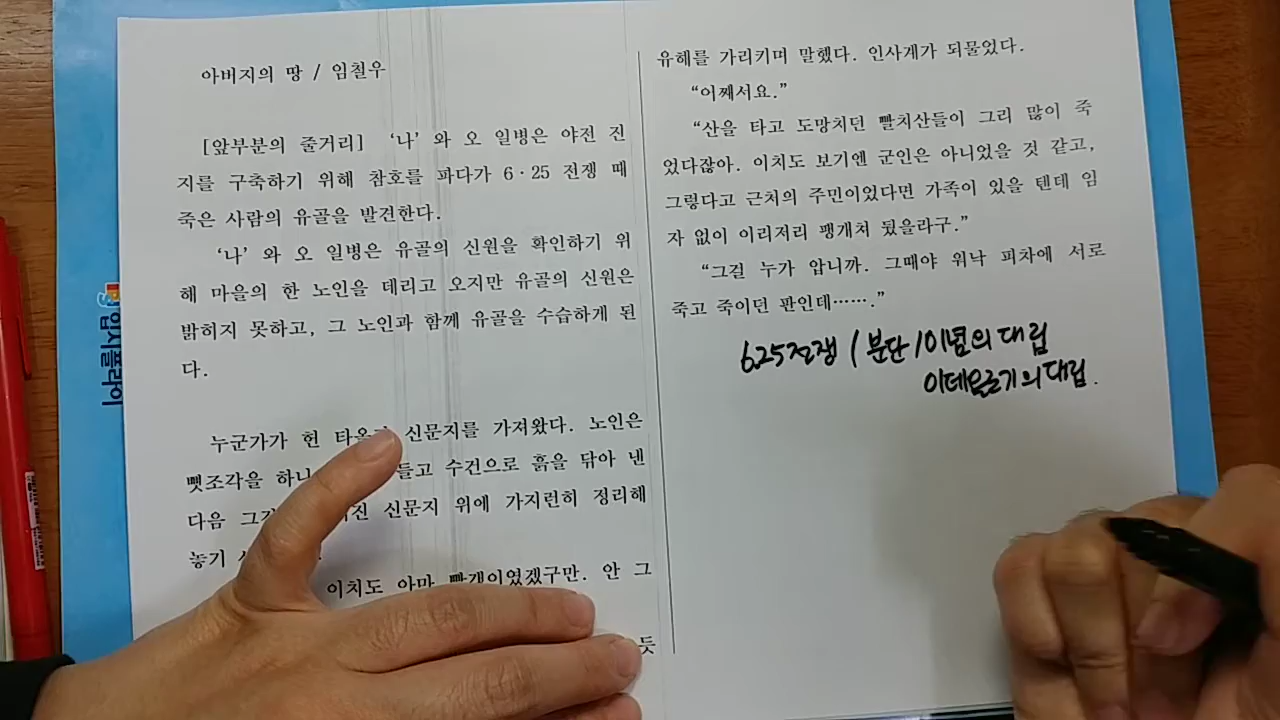 아버지의 땅 / 임철우
[앞부분의 줄거리] ‘나’ 와 오 일병은 야전 진
지를 구축하기 위해 참호를 파다가 6·25 전쟁 때
죽은 사람의 유골을 발견한다.
‘나’ 와 오 일병은 유골의 신원을 확인하기 위
해 마을의 한 노인을 데리고 오지만 유골의 신원은
밝히지 못하고, 그 노인과 함께 유골을 수습하게 된
다.
누군가가 헌 신문지를 가져왔다. 노인은
뼛조각을 하나 들고 수건으로 흙을 닦아 낸
다음 신문지 위에 가지런히 정리해
놓기
이치도 아마 빨갱이였겠구만. 안 그
듯
유해를 가리키며 말했다. 인사계가 되물었다.
“어째서요.”
“산을 타고 도망치던 빨치산들이 그리 많이 죽
었다잖아. 이치도 보기엔 군인은 아니었을 것 같고,
그렇다고 근처의 주민이었다면 가족이 있을 텐데 임
자 없이 이리저리 팽개쳐 뒀을라구.”
“그걸 누가 압니까. 그때야 워낙 피차에 서로
죽고 죽이던 판인데…….”
6.25전쟁 / 분단 / 이념의 대립
이데올로기의 대립.
입시플라이